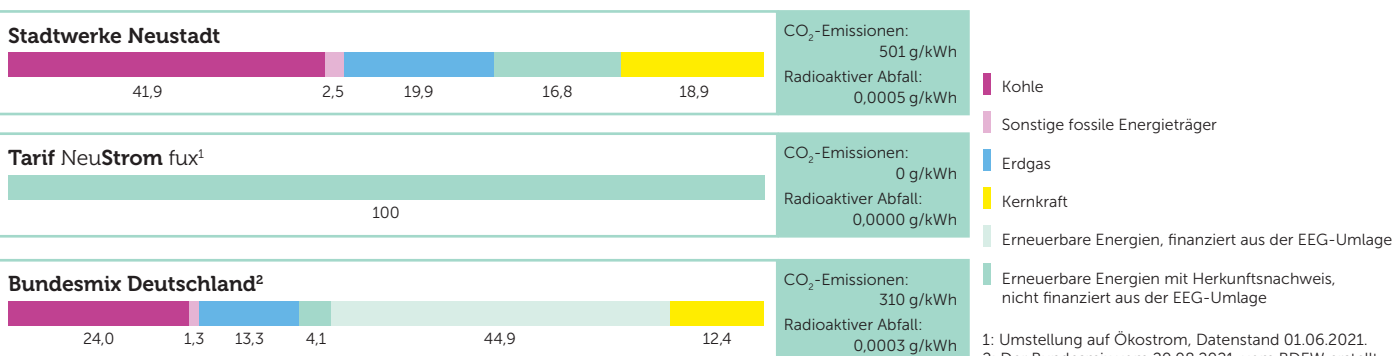 Stadtwerke Neustadt
41,9 2,5 19,9 16,8 18,9
CO₂-Emissionen:
501 g/kWh
Radioaktiver Abfall:
0,0005 g/kWh
Tarif NeuStrom fux¹
100
CO₂-Emissionen:
0 g/kWh
Radioaktiver Abfall:
0,0000 g/kWh
Bundesmix Deutschland²
24,0 1,3 13,3 4,1 44,9 12,4
CO₂-Emissionen:
310 g/kWh
Radioaktiver Abfall:
0,0003 g/kWh
Kohle
Sonstige fossile Energieträger
Erdgas
Kernkraft
Erneuerbare Energien, finanziert aus der EEG-Umlage
Erneuerbare Energien mit Herkunftsnachweis,
nicht finanziert aus der EEG-Umlage
1: Umstellung auf Ökostrom, Datenstand 01.06.2021.